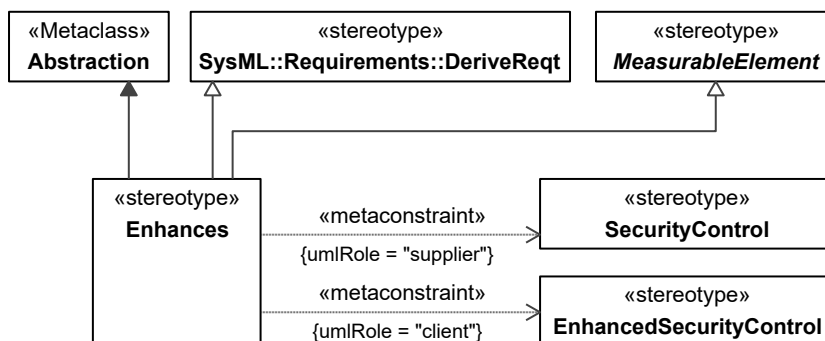 «Metaclass»
Abstraction
«stereotype»
SysML::Requirements::DeriveReqt
«stereotype»
MeasurableElement
«stereotype»
Enhances
«metaconstraint»
{umlRole = "supplier"}
«stereotype»
SecurityControl
«metaconstraint»
{umlRole = "client"}
«stereotype»
EnhancedSecurityControl